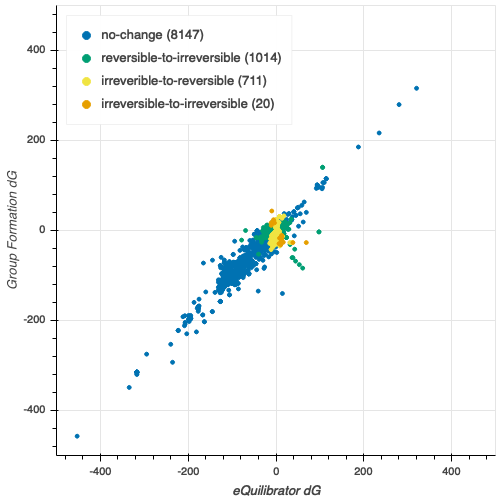 no-change (8147)
reversible-to-irreversible (1014)
irreverible-to-reversible (711)
irreversible-to-irreversible (20)
400
200
0
-200
-400
Group Formation dG
-400
-200
0
200
400
eQuilibrator dG